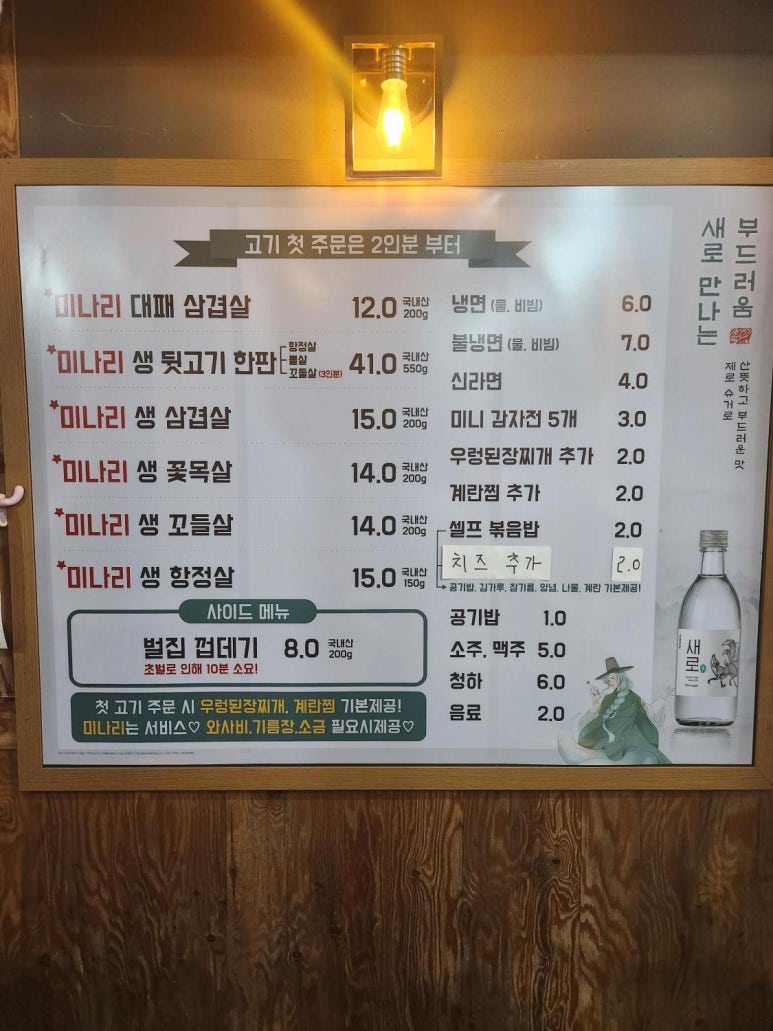 고기 첫 주문은 2인분 부터
미나리 대패 삼겹살 12.0 국내산 200g
미나리 생 뒷고기 한판 항정살 볼살 꼬들살 (3인분) 41.0 국내산 550g
미나리 생 삼겹살 15.0 국내산 200g
미나리 생 꽃목살 14.0 국내산 200g
미나리 생 꼬들살 14.0 국내산 200g
미나리 생 항정살 15.0 국내산 150g
사이드 메뉴
벌집 껍데기 8.0 국내산 200g
초벌로 인해 10분 소요!
첫 고기 주문 시 우렁된장찌개. 계란찜 기본제공!
미나리는 서비스♡ 와사비.기름장.소금 필요시제공♡
냉면 (물, 비빔) 6.0
불냉면 (물, 비빔) 7.0
신라면 4.0
미니 감자전 5개 3.0
우렁된장찌개 추가 2.0
계란찜 추가 2.0
셀프 볶음밥 2.0
치즈 추가 2.0
공기밥, 김가루, 참기름, 양념, 나물, 계란 기본제공!
공기밥 1.0
소주, 맥주 5.0
청하 6.0
음료 2.0
부드러움
새로 만나는
산뜻하고 부드러운 맛
제로 슈거로
새로